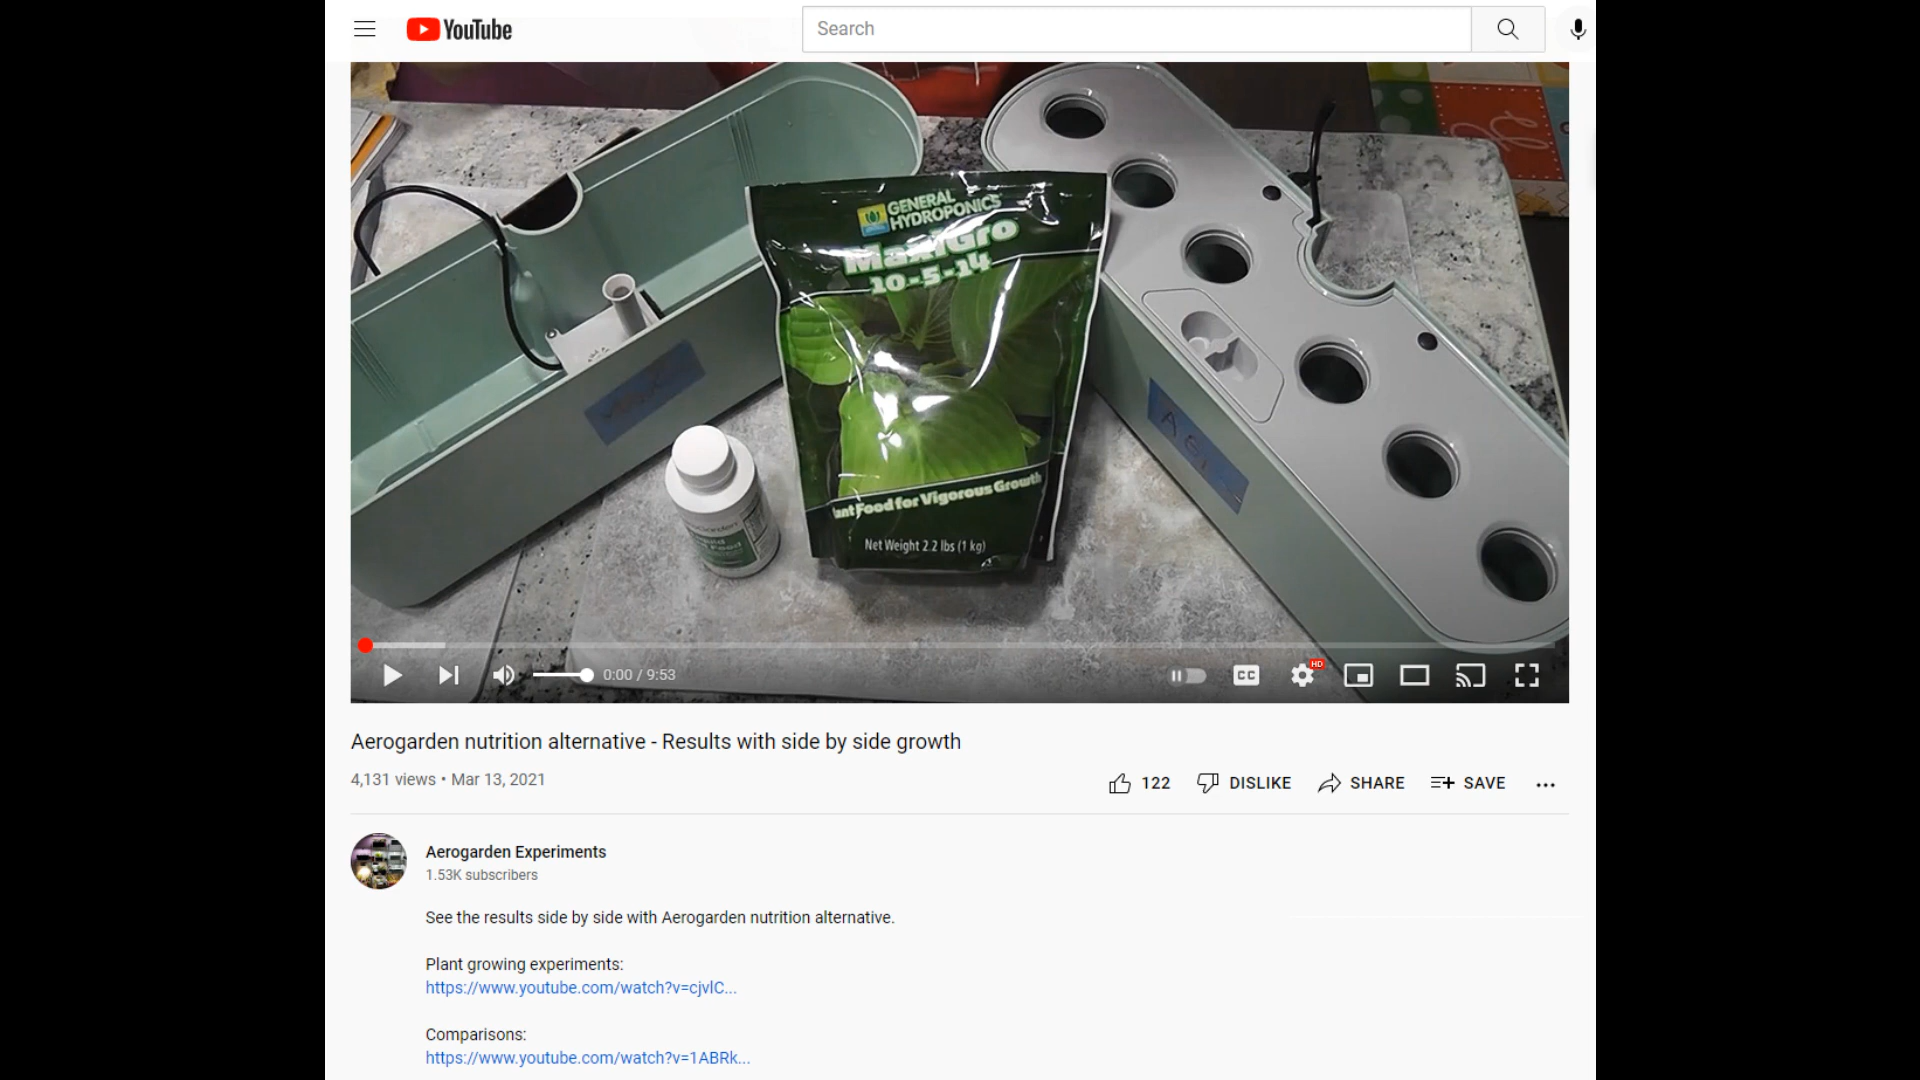 YouTube
Search
GENERAL
HYDROPONICS
MaxiGro
10-5-14
Food for Vigorous Growth
Net Weight 2.2 lbs (1 kg)
0:00 / 9:53
CC
HD
Aerogarden nutrition alternative - Results with side by side growth
4,131 views • Mar 13, 2021
122
DISLIKE
SHARE
SAVE
Aerogarden Experiments
1.53K subscribers
See the results side by side with Aerogarden nutrition alternative.
Plant growing experiments:
https://www.youtube.com/watch?v=cjvlC...
Comparisons:
https://www.youtube.com/watch?v=1ABRk...